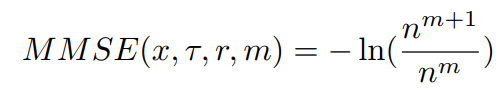 MMSE(x, τ, r, m) = − ln(n^{m+1}/n^m)